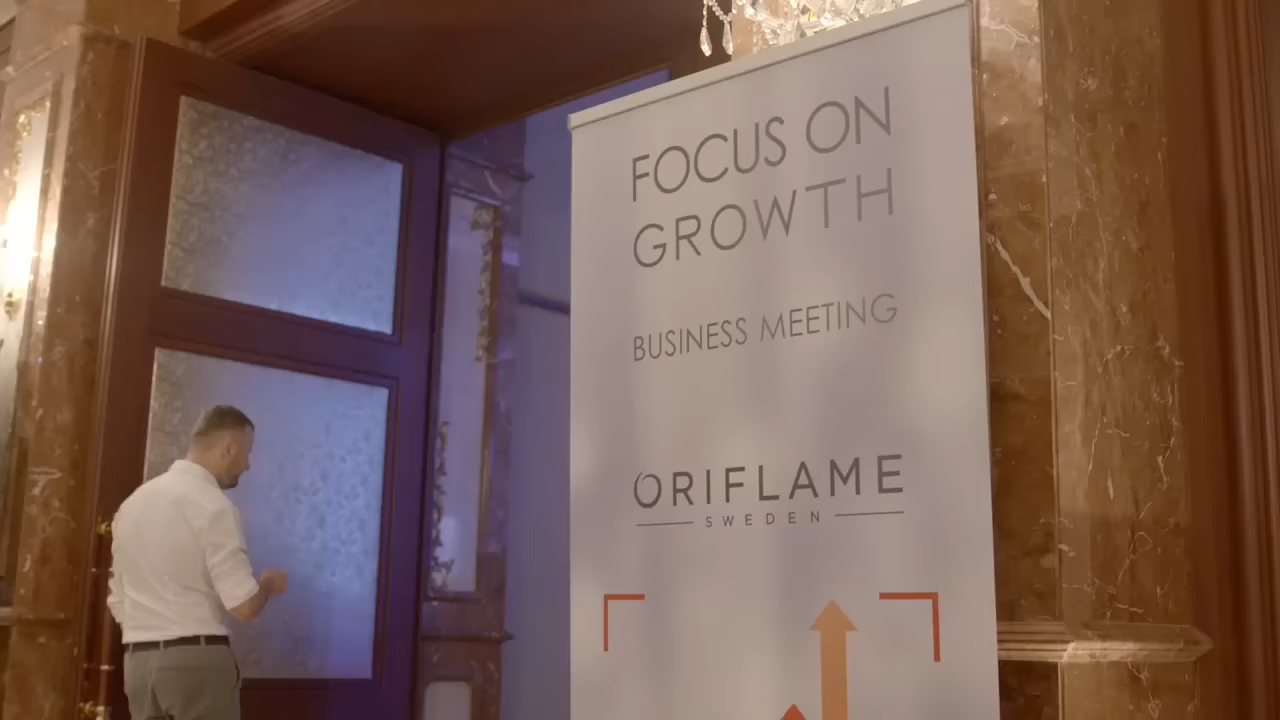 FOCUS ON
GROWTH
BUSINESS MEETING
ORIFLAME
SWEDEN